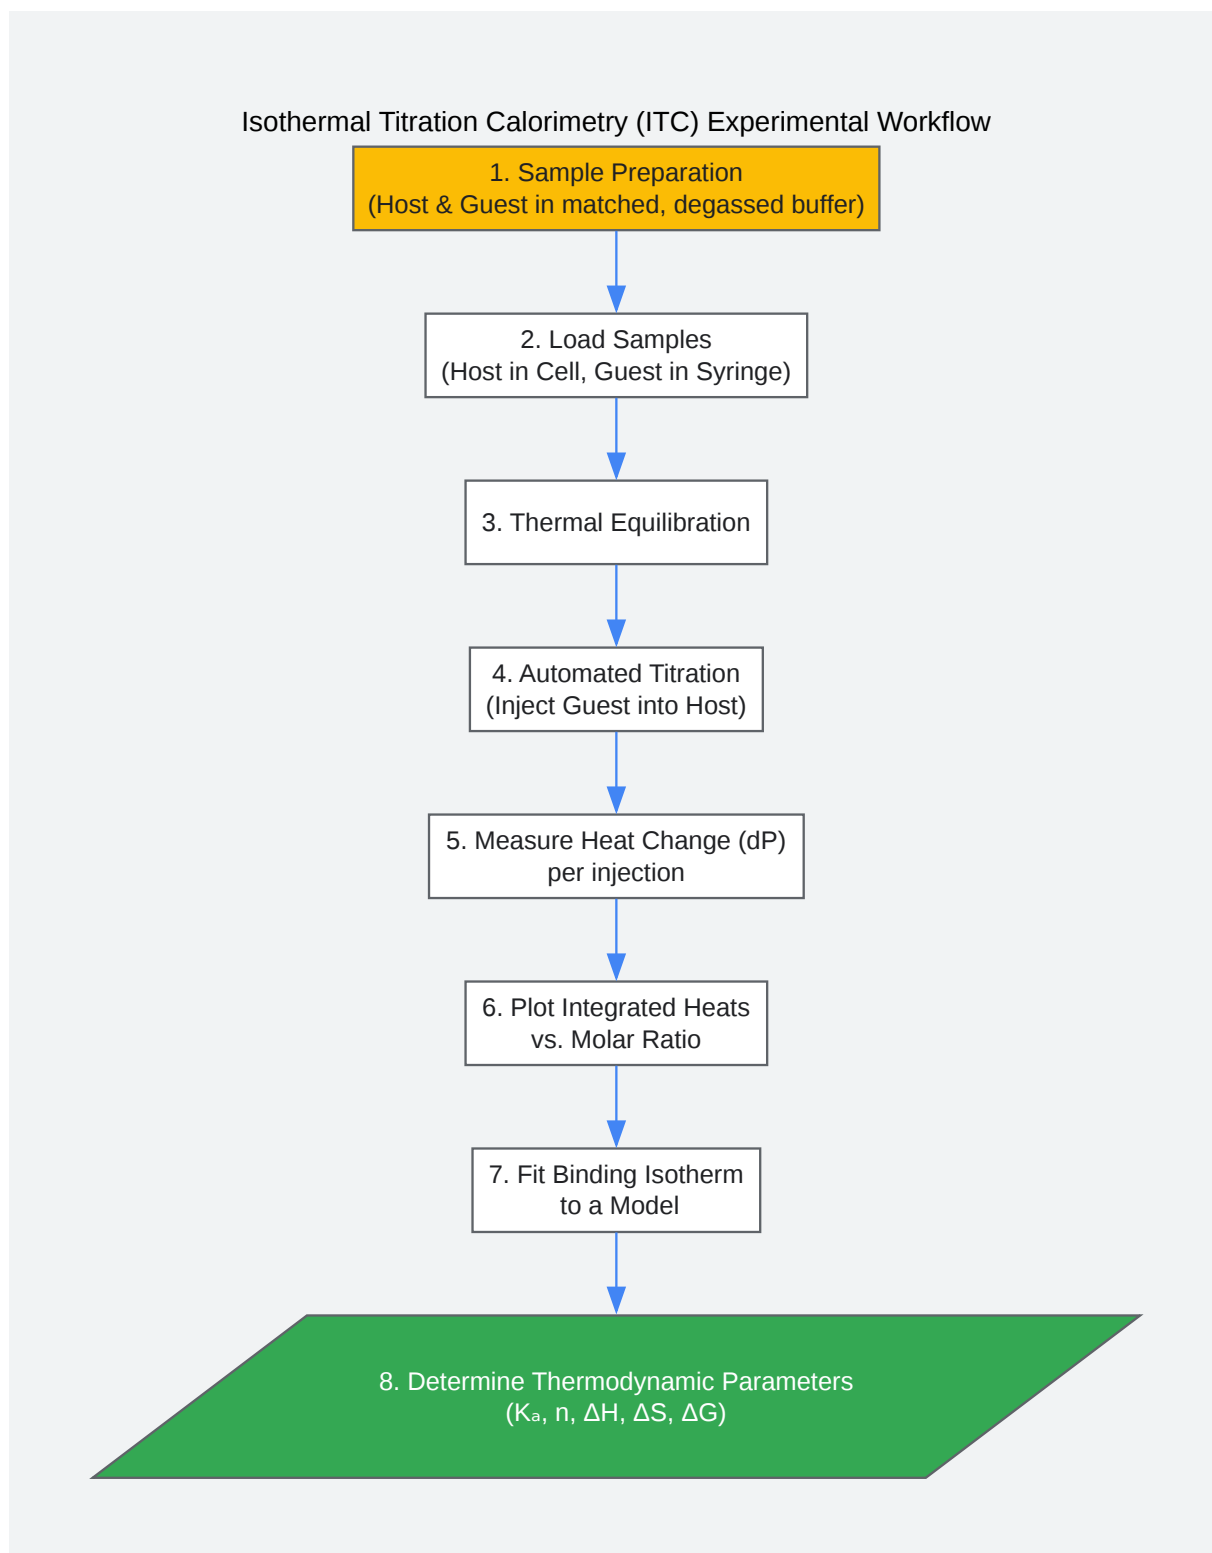 Isothermal Titration Calorimetry (ITC) Experimental Workflow
1. Sample Preparation
(Host & Guest in matched, degassed buffer)
2. Load Samples
(Host in Cell, Guest in Syringe)
3. Thermal Equilibration
4. Automated Titration
(Inject Guest into Host)
5. Measure Heat Change (dP)
per injection
6. Plot Integrated Heats
vs. Molar Ratio
7. Fit Binding Isotherm
to a Model
8. Determine Thermodynamic Parameters
(Kₐ, n, ΔH, ΔS, ΔG)